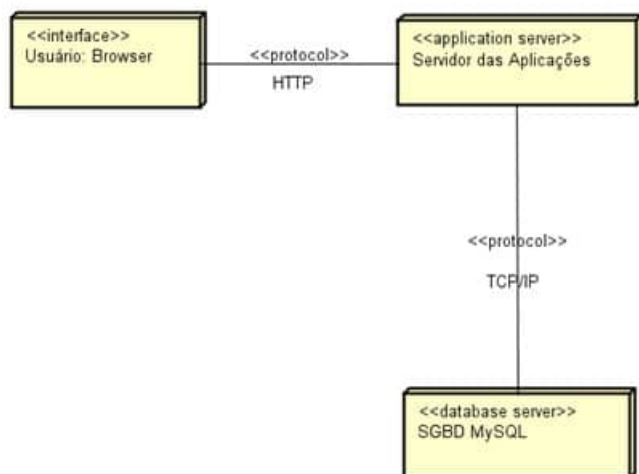 <<interface>>
Usuário: Browser
<<protocol>>
HTTP
<<application server>>
Servidor das Aplicações
<<protocol>>
TCP/IP
<<database server>>
SGBD MySQL